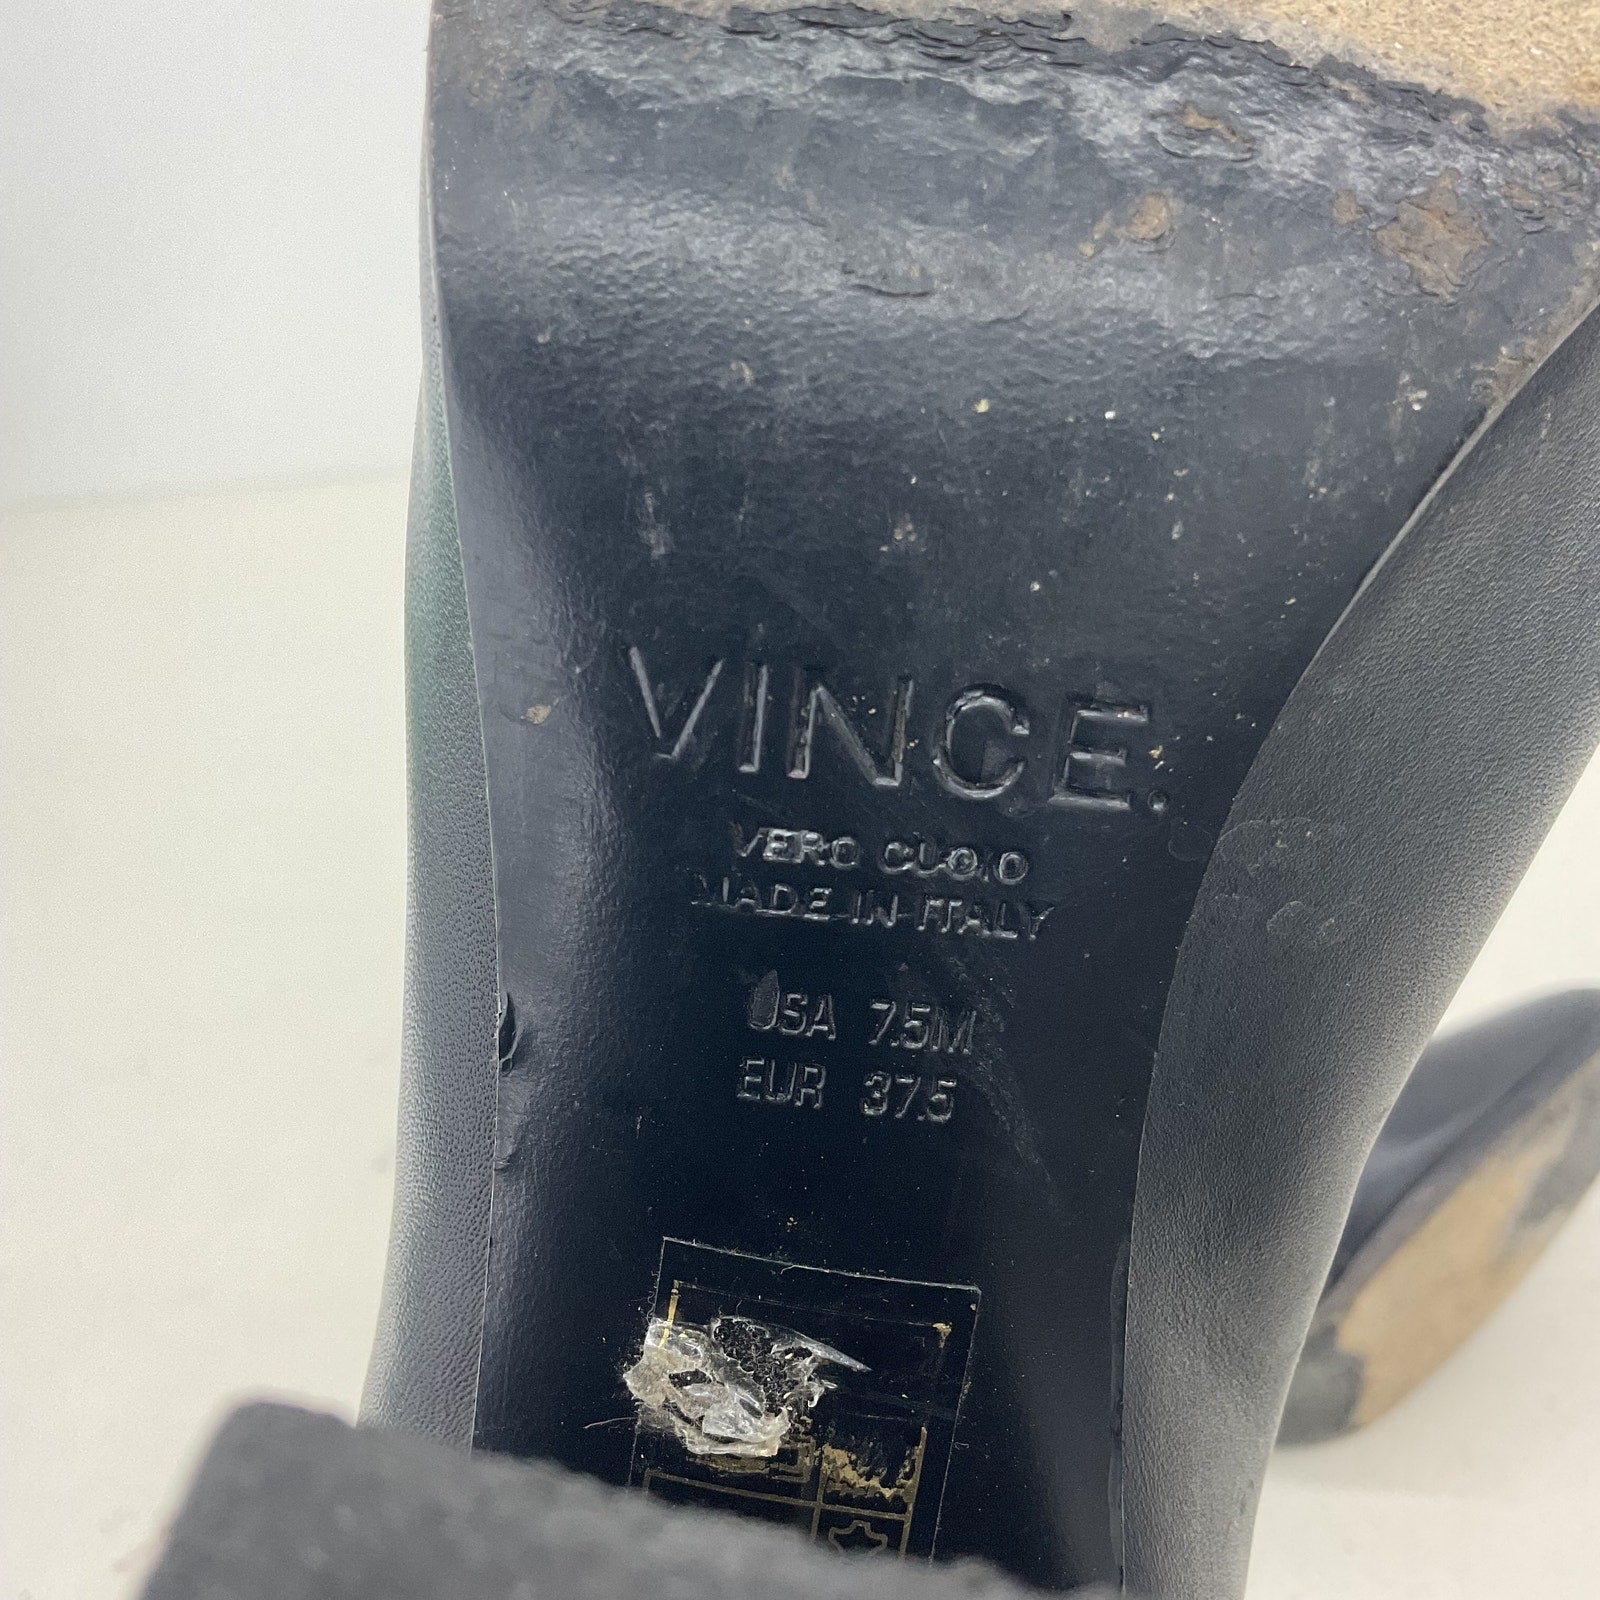 VINCE.
VERO CUOIO
MADE IN ITALY
USA 7.5M
EUR 37.5